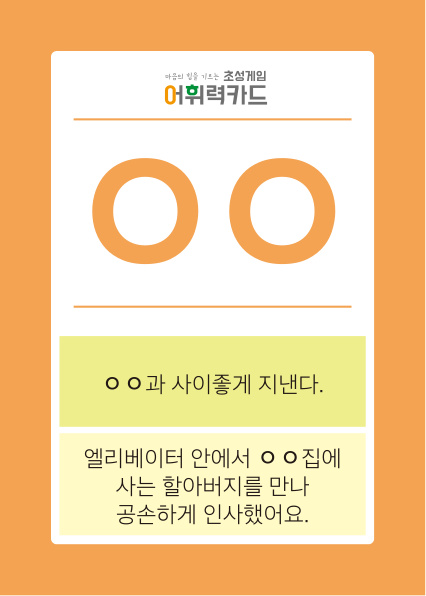 마음의 힘을 기르는 초성게임
어휘력카드
ㅇㅇ
ㅇㅇ과 사이좋게 지낸다.
엘리베이터 안에서 ㅇㅇ집에
사는 할아버지를 만나
공손하게 인사했어요.